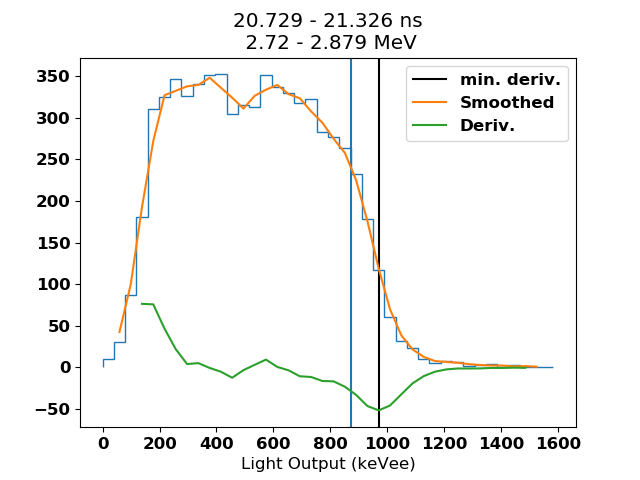 20.729 - 21.326 ns
2.72 - 2.879 MeV
min. deriv.
Smoothed
Deriv.
350
300
250
200
150
100
50
0
−50
0 200 400 600 800 1000 1200 1400 1600
Light Output (keVee)